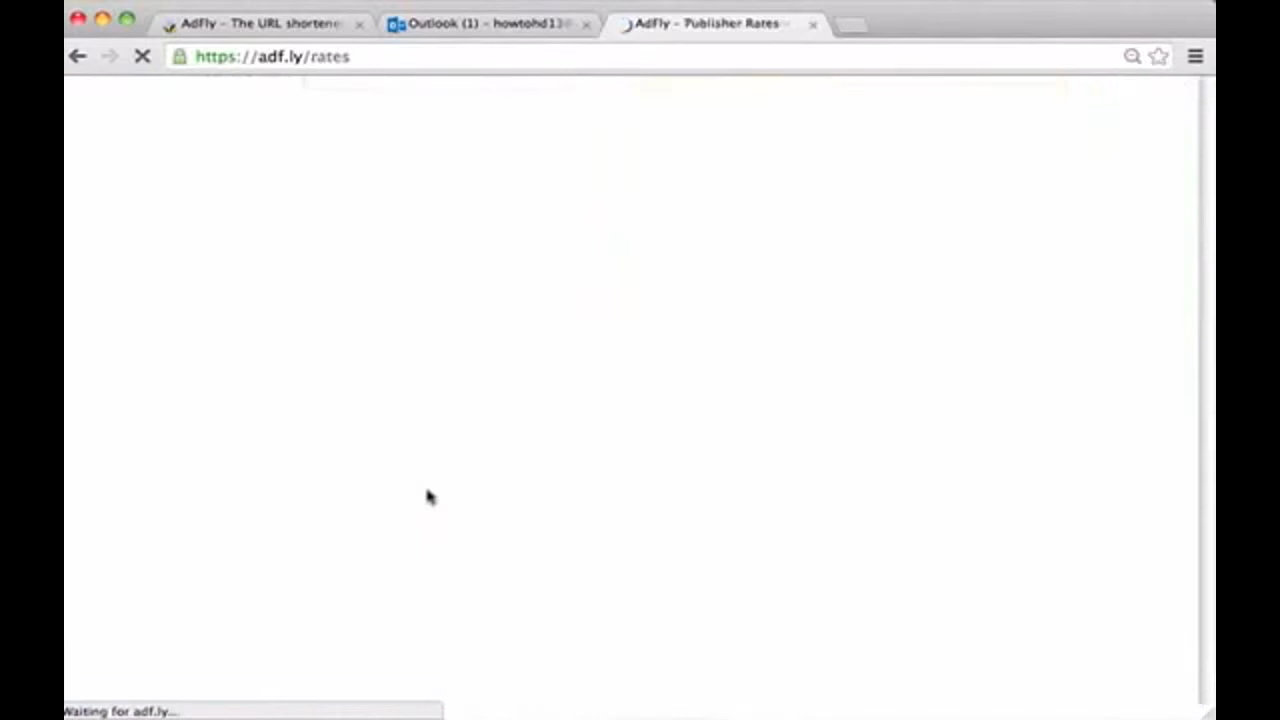 AdFly - The URL shortene
Outlook (1) - howtohd13@
AdFly - Publisher Rates -
https://adf.ly/rates
Waiting for adf.ly...